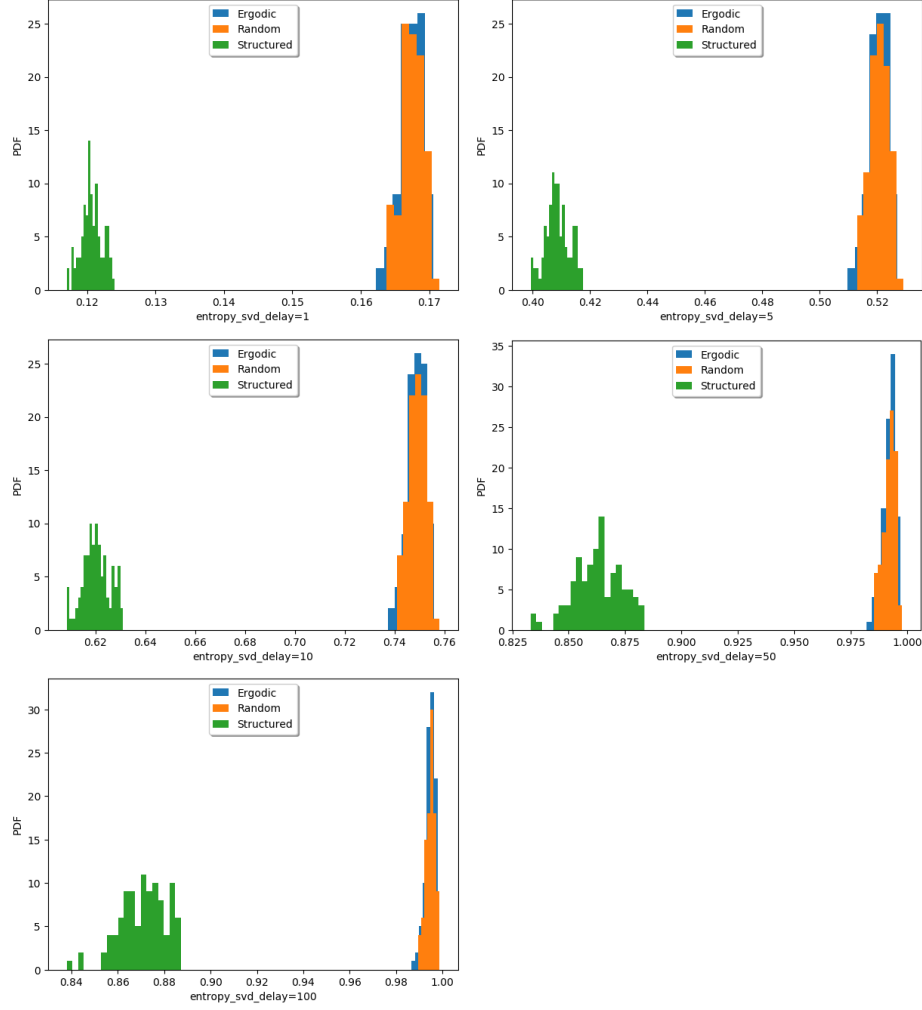 Ergodic
Random
Structured
PDF
25
20
15
10
5
0
0.12 0.13 0.14 0.15 0.16 0.17
entropy_svd_delay=1
Ergodic
Random
Structured
PDF
25
20
15
10
5
0
0.40 0.42 0.44 0.46 0.48 0.50 0.52
entropy_svd_delay=5
Ergodic
Random
Structured
PDF
25
20
15
10
5
0
0.62 0.64 0.66 0.68 0.70 0.72 0.74 0.76
entropy_svd_delay=10
Ergodic
Random
Structured
PDF
35
30
25
20
15
10
5
0
0.825 0.850 0.875 0.900 0.925 0.950 0.975 1.000
entropy_svd_delay=50
Ergodic
Random
Structured
PDF
30
25
20
15
10
5
0
0.84 0.86 0.88 0.90 0.92 0.94 0.96 0.98 1.00
entropy_svd_delay=100